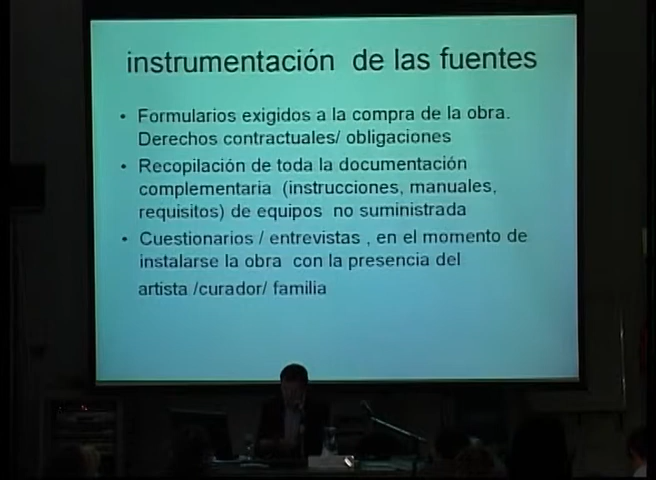 instrumentación de las fuentes
• Formularios exigidos a la compra de la obra.
Derechos contractuales/ obligaciones
• Recopilación de toda la documentación
complementaria (instrucciones, manuales,
requisitos) de equipos no suministrada
• Cuestionarios / entrevistas , en el momento de
instalarse la obra con la presencia del
artista /curador/ familia